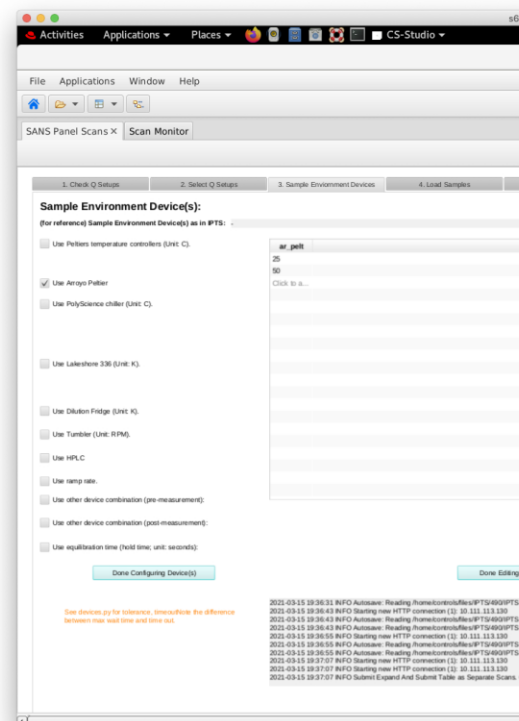 s6
Activities Applications Places CS-Studio
File Applications Window Help
SANS Panel Scans × Scan Monitor
1. Check Q Setups 2. Select Q Setups 3. Sample Enviornment Devices 4. Load Samples
Sample Environment Device(s):
(for reference) Sample Environment Device(s) as in IPTS:
Use Peltiers temperature controllers (Unit: C).
ar_pelt
25
50
Use Arroyo Peltier
Click to a...
Use PolyScience chiller (Unit: C).
Use Lakeshore 336 (Unit: K).
Use Dilution Fridge (Unit: K).
Use Tumbler (Unit: RPM).
Use HPLC
Use ramp rate.
Use other device combination (pre-measurement):
Use other device combination (post-measurement):
Use equilibration time (hold time; unit: seconds):
Done Configuring Device(s) Done Editing
See devices.py for tolerance, timeout\Note the difference
between max wait time and time out.
2021-03-15 19:36:31 INFO Autosave: Reading /home/controls/files/IPTS/490/IPTS
2021-03-15 19:36:43 INFO Starting new HTTP connection (1): 10.111.113.130
2021-03-15 19:36:43 INFO Autosave: Reading /home/controls/files/IPTS/490/IPTS
2021-03-15 19:36:43 INFO Autosave: Reading /home/controls/files/IPTS/490/IPTS
2021-03-15 19:36:55 INFO Starting new HTTP connection (1): 10.111.113.130
2021-03-15 19:36:55 INFO Autosave: Reading /home/controls/files/IPTS/490/IPTS
2021-03-15 19:36:55 INFO Autosave: Reading /home/controls/files/IPTS/490/IPTS
2021-03-15 19:37:07 INFO Starting new HTTP connection (1): 10.111.113.130
2021-03-15 19:37:07 INFO Starting new HTTP connection (1): 10.111.113.130
2021-03-15 19:37:07 INFO Submit Expand And Submit Table as Separate Scans.